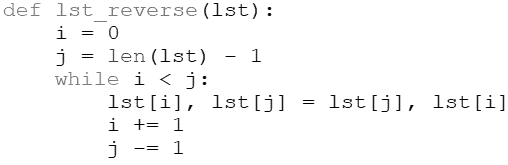 def lst_reverse(lst):
    i = 0
    j = len(lst) - 1
    while i < j:
        lst[i], lst[j] = lst[j], lst[i]
        i += 1
        j -= 1